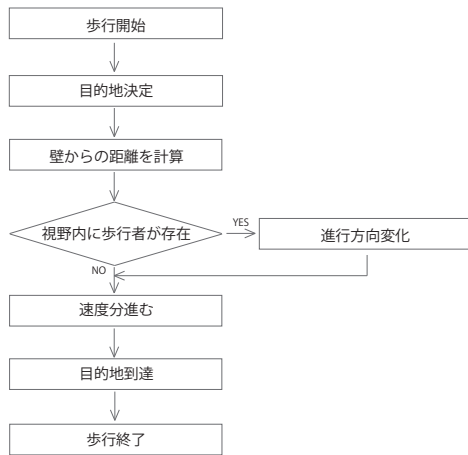 歩行開始
目的地決定
壁からの距離を計算
視野内に歩行者が存在
YES
進行方向変化
NO
速度分進む
目的地到達
歩行終了